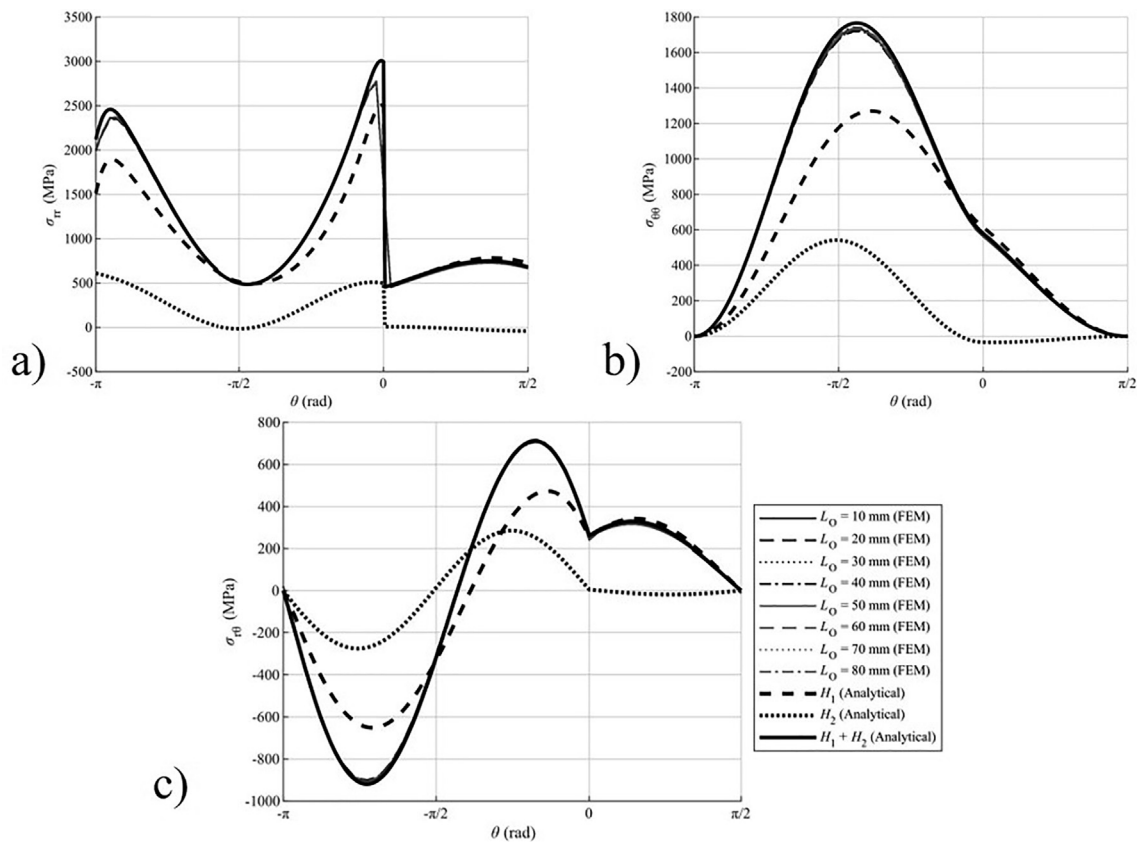 3500
3000
2500
2000
1500
1000
500
0
-500
σrr (MPa)
-π
-π/2
0
π/2
θ (rad)
a)
1800
1600
1400
1200
1000
800
600
400
200
0
-200
σθθ (MPa)
-π
-π/2
0
π/2
θ (rad)
b)
800
600
400
200
0
-200
-400
-600
-800
-1000
σrθ (MPa)
-π
-π/2
0
π/2
θ (rad)
c)
LO = 10 mm (FEM)
LO = 20 mm (FEM)
LO = 30 mm (FEM)
LO = 40 mm (FEM)
LO = 50 mm (FEM)
LO = 60 mm (FEM)
LO = 70 mm (FEM)
LO = 80 mm (FEM)
H1 (Analytical)
H2 (Analytical)
H1 + H2 (Analytical)